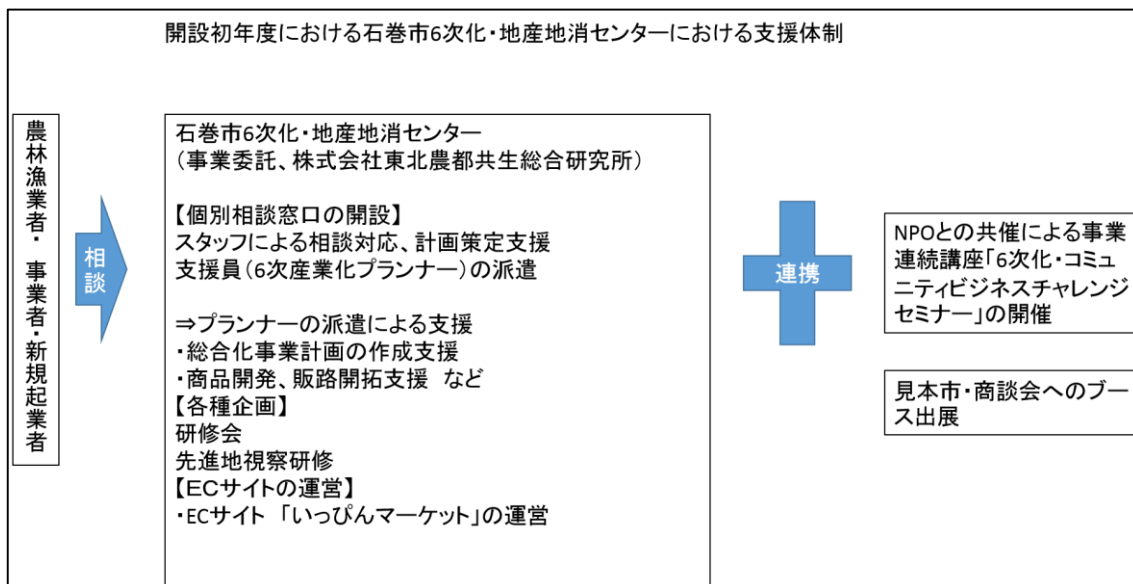 開設初年度における石巻市6次化・地産地消センターにおける支援体制
農林漁業者・事業者・新規起業者
相談
石巻市6次化・地産地消センター
（事業委託、株式会社東北農都共生総合研究所）
【個別相談窓口の開設】
スタッフによる相談対応、計画策定支援
支援員（6次産業化プランナー）の派遣
⇒プランナーの派遣による支援
・総合化事業計画の作成支援
・商品開発、販路開拓支援 など
【各種企画】
研修会
先進地視察研修
【ECサイトの運営】
・ECサイト 「いっぴんマーケット」の運営
連携
NPOとの共催による事業
連続講座「6次化・コミュ
ニティビジネスチャレンジ
セミナー」の開催
見本市・商談会へのブー
ス出展